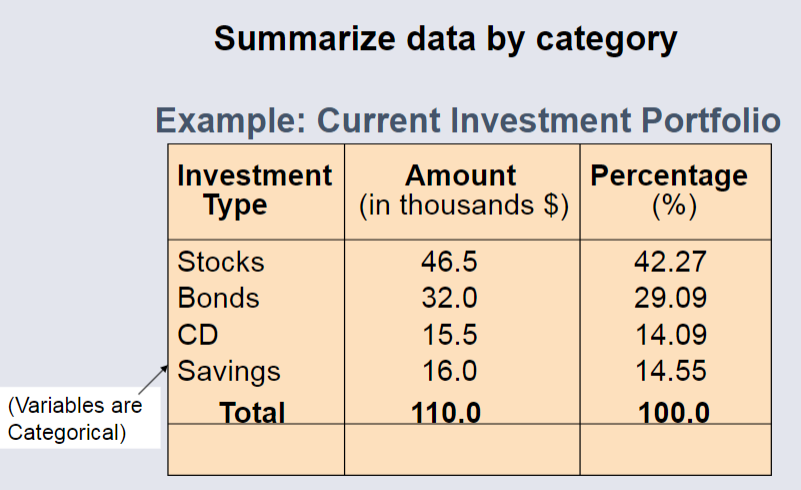 Summarize data by category
Example: Current Investment Portfolio
Investment Type Amount (in thousands $) Percentage (%)
Stocks 46.5 42.27
Bonds 32.0 29.09
CD 15.5 14.09
Savings 16.0 14.55
Total 110.0 100.0
(Variables are
Categorical)